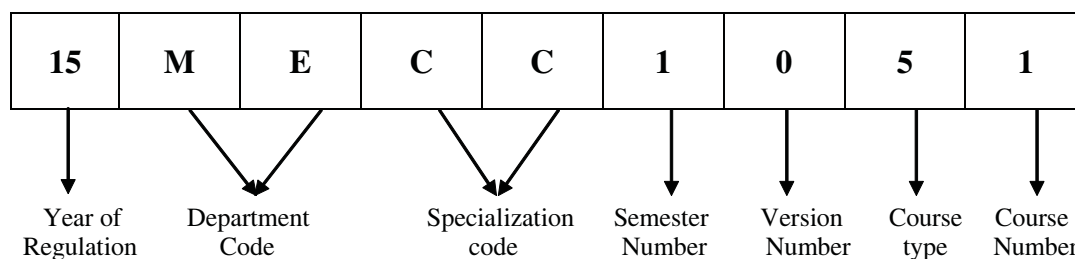 15 M E C C 1 0 5 1
Year of Department Specialization Semester Version Course Course
Regulation Code code Number Number type Number